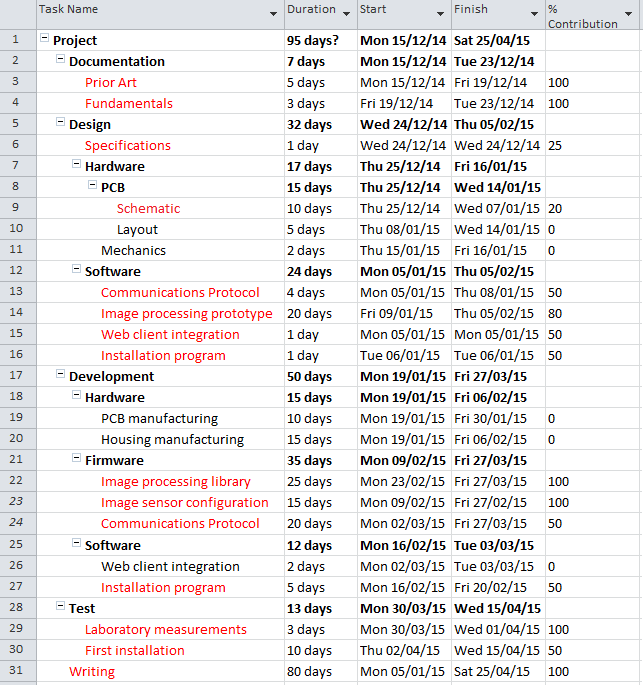 Task Name Duration Start Finish % Contribution
1 Project 95 days? Mon 15/12/14 Sat 25/04/15
2 Documentation 7 days Mon 15/12/14 Tue 23/12/14
3 Prior Art 5 days Mon 15/12/14 Fri 19/12/14 100
4 Fundamentals 3 days Fri 19/12/14 Tue 23/12/14 100
5 Design 32 days Wed 24/12/14 Thu 05/02/15
6 Specifications 1 day Wed 24/12/14 Wed 24/12/14 25
7 Hardware 17 days Thu 25/12/14 Fri 16/01/15
8 PCB 15 days Thu 25/12/14 Wed 14/01/15
9 Schematic 10 days Thu 25/12/14 Wed 07/01/15 20
10 Layout 5 days Thu 08/01/15 Wed 14/01/15 0
11 Mechanics 2 days Thu 15/01/15 Fri 16/01/15 0
12 Software 24 days Mon 05/01/15 Thu 05/02/15
13 Communications Protocol 4 days Mon 05/01/15 Thu 08/01/15 50
14 Image processing prototype 20 days Fri 09/01/15 Thu 05/02/15 80
15 Web client integration 1 day Mon 05/01/15 Mon 05/01/15 50
16 Installation program 1 day Tue 06/01/15 Tue 06/01/15 50
17 Development 50 days Mon 19/01/15 Fri 27/03/15
18 Hardware 15 days Mon 19/01/15 Fri 06/02/15
19 PCB manufacturing 10 days Mon 19/01/15 Fri 30/01/15 0
20 Housing manufacturing 15 days Mon 19/01/15 Fri 06/02/15 0
21 Firmware 35 days Mon 09/02/15 Fri 27/03/15
22 Image processing library 25 days Mon 23/02/15 Fri 27/03/15 100
23 Image sensor configuration 15 days Mon 09/02/15 Fri 27/02/15 100
24 Communications Protocol 20 days Mon 02/03/15 Fri 27/03/15 50
25 Software 12 days Mon 16/02/15 Tue 03/03/15
26 Web client integration 2 days Mon 02/03/15 Tue 03/03/15 0
27 Installation program 5 days Mon 16/02/15 Fri 20/02/15 50
28 Test 13 days Mon 30/03/15 Wed 15/04/15
29 Laboratory measurements 3 days Mon 30/03/15 Wed 01/04/15 100
30 First installation 10 days Thu 02/04/15 Wed 15/04/15 50
31 Writing 80 days Mon 05/01/15 Sat 25/04/15 100